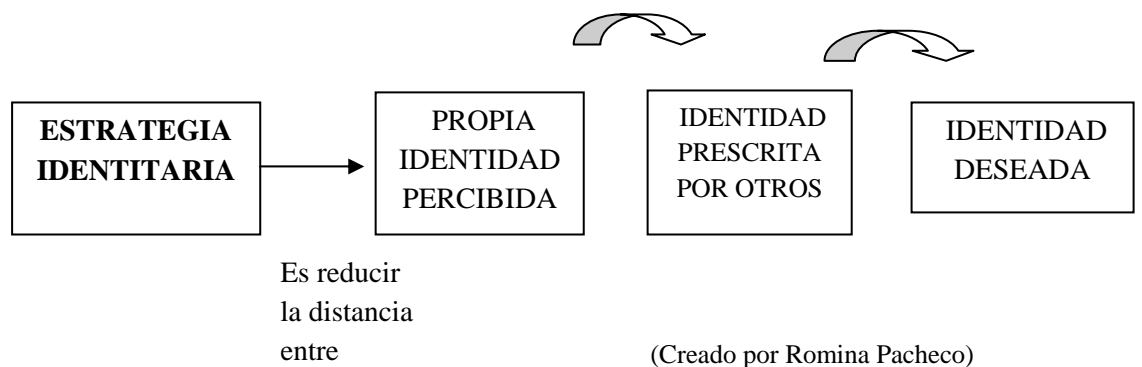 ESTRATEGIA
IDENTITARIA
PROPIA
IDENTIDAD
PERCIBIDA
IDENTIDAD
PRESCRITA
POR OTROS
IDENTIDAD
DESEADA
Es reducir
la distancia
entre
(Creado por Romina Pacheco)